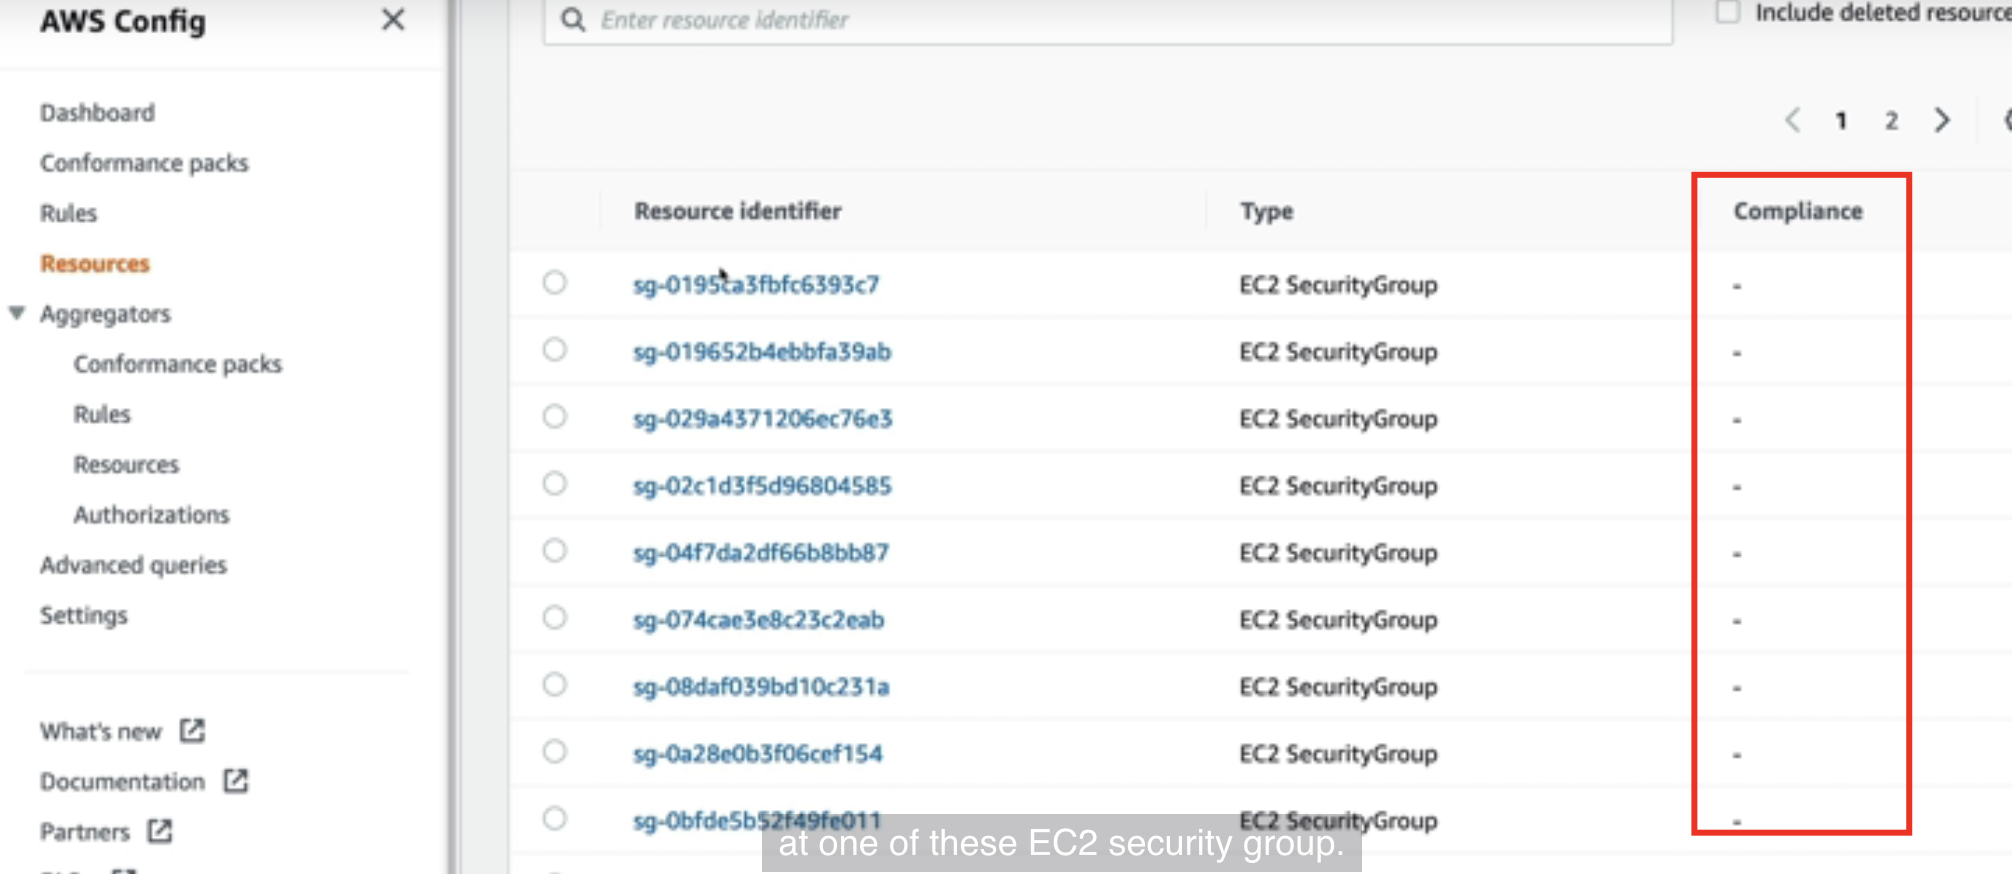 AWS Config
Enter resource identifier
Include deleted resource
Dashboard
Conformance packs
Rules
Resources
Aggregators
Conformance packs
Rules
Resources
Authorizations
Advanced queries
Settings
What's new
Documentation
Partners
1 2
Resource identifier Type Compliance
sg-0195ca3fbfc6393c7 EC2 SecurityGroup -
sg-019652b4ebbfa39ab EC2 SecurityGroup -
sg-029a4371206ec76e3 EC2 SecurityGroup -
sg-02c1d3f5d96804585 EC2 SecurityGroup -
sg-04f7da2df66b8bb87 EC2 SecurityGroup -
sg-074cae3e8c23c2eab EC2 SecurityGroup -
sg-08daf039bd10c231a EC2 SecurityGroup -
sg-0a28e0b3f06cef154 EC2 SecurityGroup -
sg-0bfde5b52f49fe011 EC2 SecurityGroup -
at one of these EC2 security group.